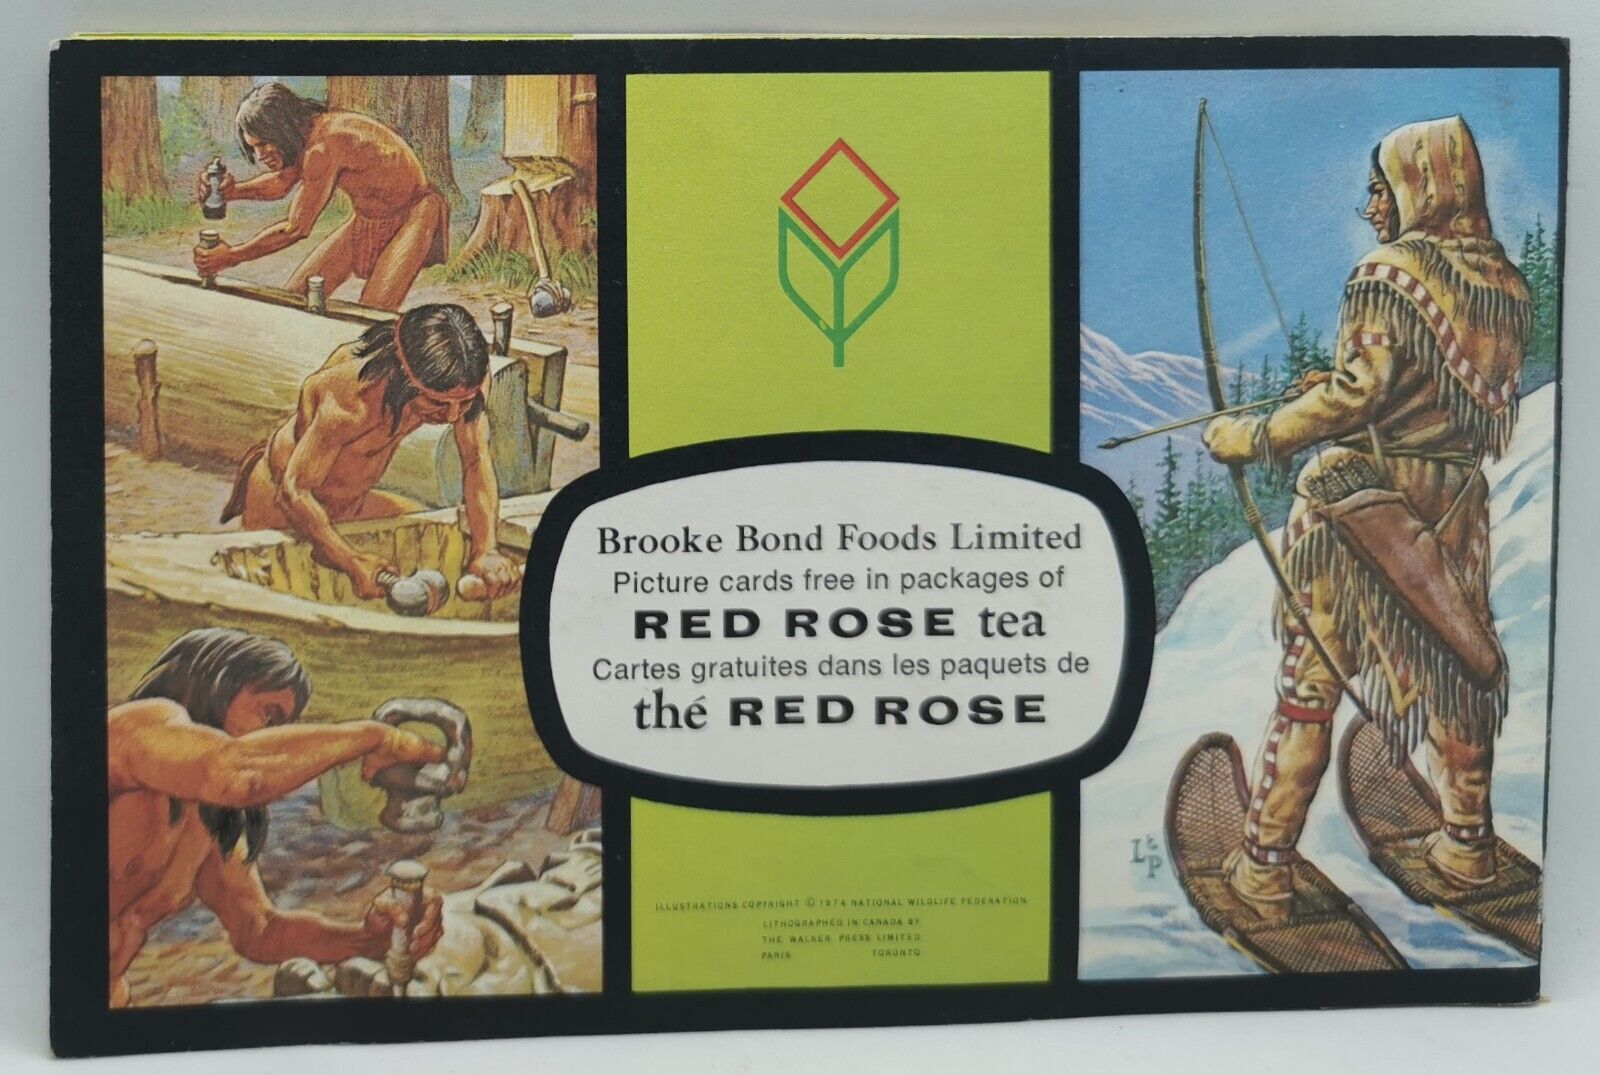 Brooke Bond Foods Limited
Picture cards free in packages of
RED ROSE tea
Cartes gratuites dans les paquets de
thé RED ROSE
L & P
ILLUSTRATIONS COPYRIGHT © 1974 NATIONAL WILDLIFE FEDERATION
LITHOGRAPHED IN CANADA BY
THE WALKER PRESS LIMITED
PARIS TORONTO